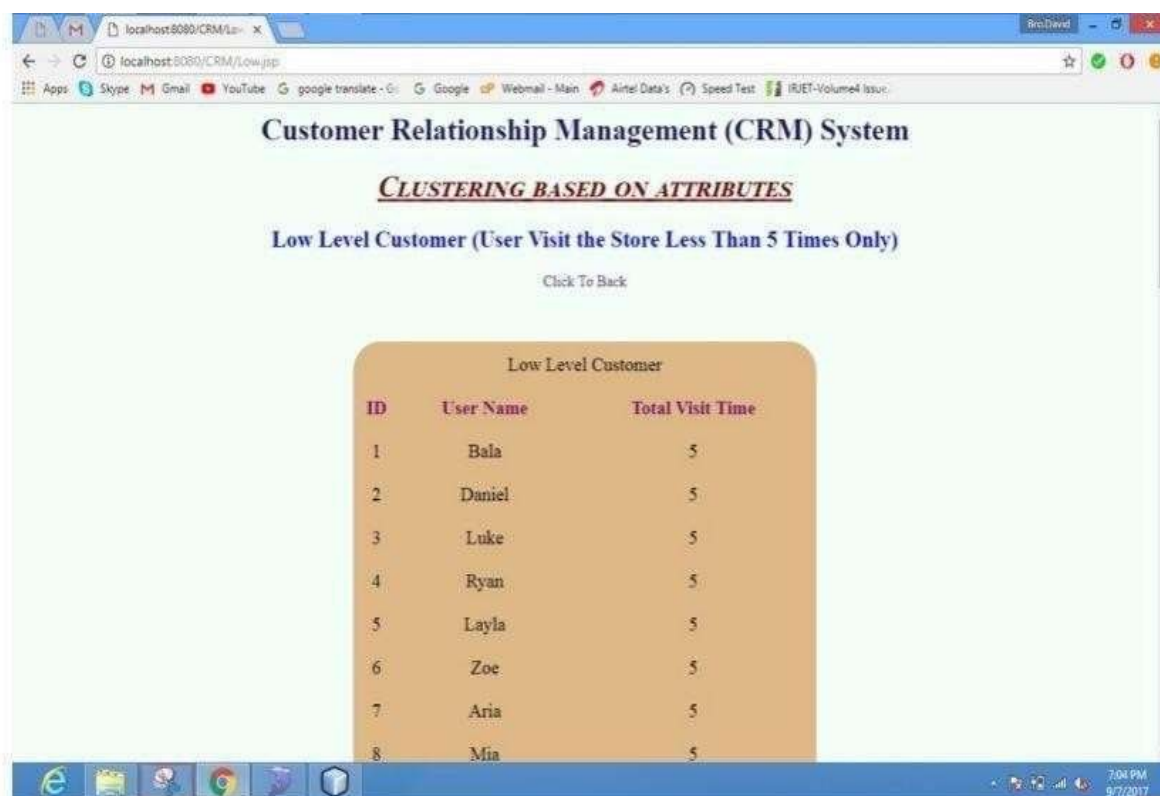 localhost:8080/CRM/Lo
Bro.David
localhost:8080/CRM/Low.jsp
Apps Skype Gmail YouTube google translate - G Google Webmail - Main Airtel Data's Speed Test IRJET-Volume4 Issue
Customer Relationship Management (CRM) System
CLUSTERING BASED ON ATTRIBUTES
Low Level Customer (User Visit the Store Less Than 5 Times Only)
Click To Back
Low Level Customer
ID User Name Total Visit Time
1 Bala 5
2 Daniel 5
3 Luke 5
4 Ryan 5
5 Layla 5
6 Zoe 5
7 Aria 5
8 Mia 5
7:04 PM
9/7/2017